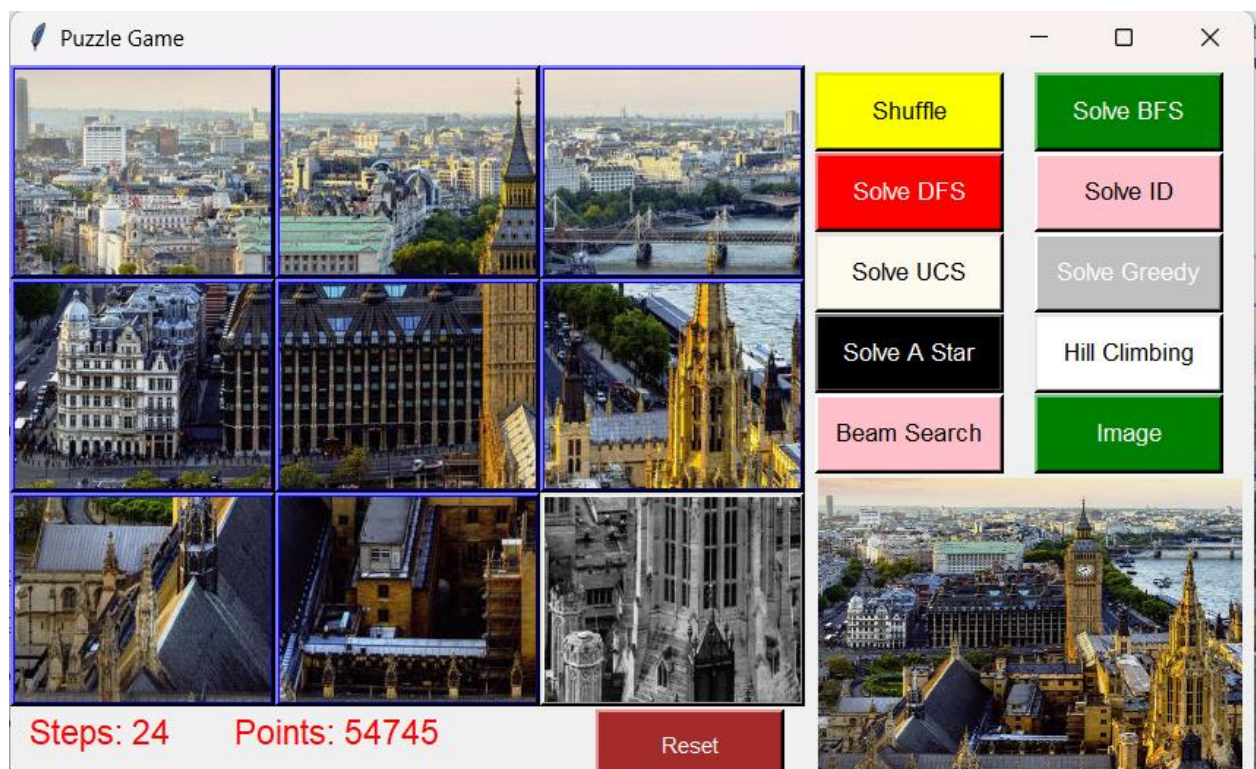 Puzzle Game
Shuffle
Solve BFS
Solve DFS
Solve ID
Solve UCS
Solve Greedy
Solve A Star
Hill Climbing
Beam Search
Image
Steps: 24
Points: 54745
Reset